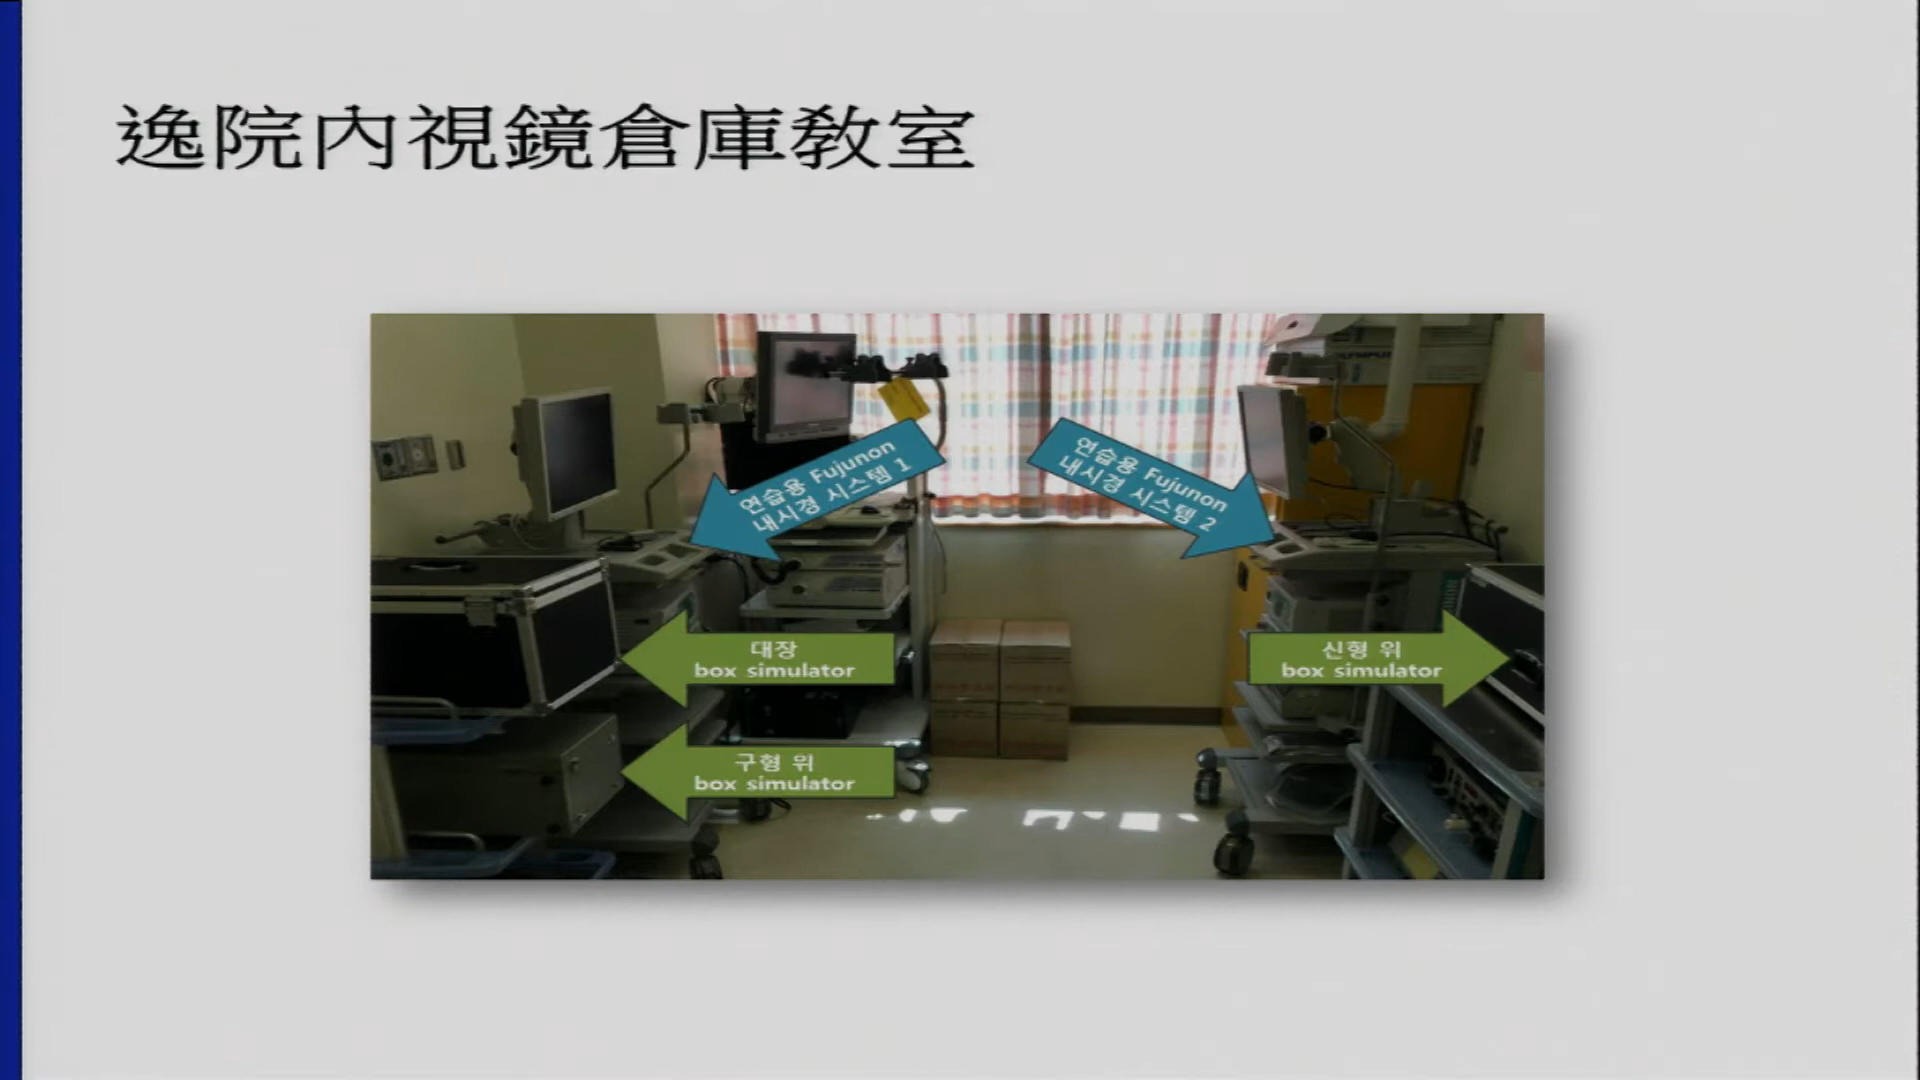 逸院內視鏡倉庫敎室
연습용 Fujunon
내시경 시스템 1
연습용 Fujunon
내시경 시스템 2
대장
box simulator
신형 위
box simulator
구형 위
box simulator